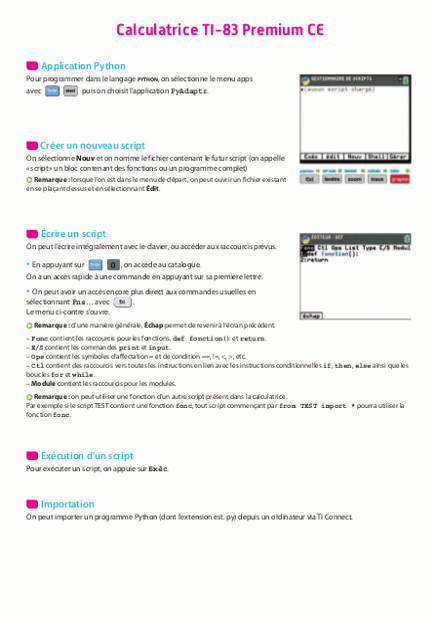 Calculatrice TI-83 Premium CE
Application Python
Pour programmer dans le langage PYTHON, on sélectionne le menu apps
avec puis on choisit l'application PyAdaptr.
GESTIONNAIRE DE SCRIPTS
(aucun script chargé)
Exéc Édit Nouv Shell Gérer
f(x) fenêtre zoom trace graphe
Créer un nouveau script
On sélectionne Nouv et on nomme le fichier contenant le futur script (on appelle
« script » un bloc contenant des fonctions ou un programme complet)
Remarque : lorsque l'on est dans le menu de départ, on peut ouvrir un fichier existant
en se plaçant dessus et en sélectionnant Édit.
Écrire un script
On peut l'écrire intégralement avec le clavier, ou accéder aux raccourcis prévus.
* En appuyant sur 0 , on accède au catalogue.
On a un accès rapide à une commande en appuyant sur sa première lettre.
* On peut avoir un accès encore plus direct aux commandes usuelles en
sélectionnant Fns... avec f(x) .
Le menu ci-contre s'ouvre.
EDITEUR : DEF
Fonc Ctl Ops List Type E/S Modul
1:def fonction():
2:return
Échap
Remarque : d'une manière générale, Échap permet de revenir à l'écran précédent.
– Fonc contient les raccourcis pour les fonctions, def fonction(): et return.
– E/S contient les commandes print et input.
– Ops contient les symboles d'affectation = et de condition ==, !=, <, >, etc.
– Ctl contient des raccourcis vers toutes les instructions en lien avec les instructions conditionnelles if, then, else ainsi que les
boucles for et while.
– Module contient les raccourcis pour les modules.
Remarque : on peut utiliser une fonction d'un autre script présent dans la calculatrice.
Par exemple si le script TEST contient une fonction fonc, tout script commençant par from TEST import * pourra utiliser la
fonction fonc.
Exécution d'un script
Pour exécuter un script, on appuie sur Exéc.
Importation
On peut importer un programme Python (dont l'extension est. py) depuis un ordinateur via TI Connect.